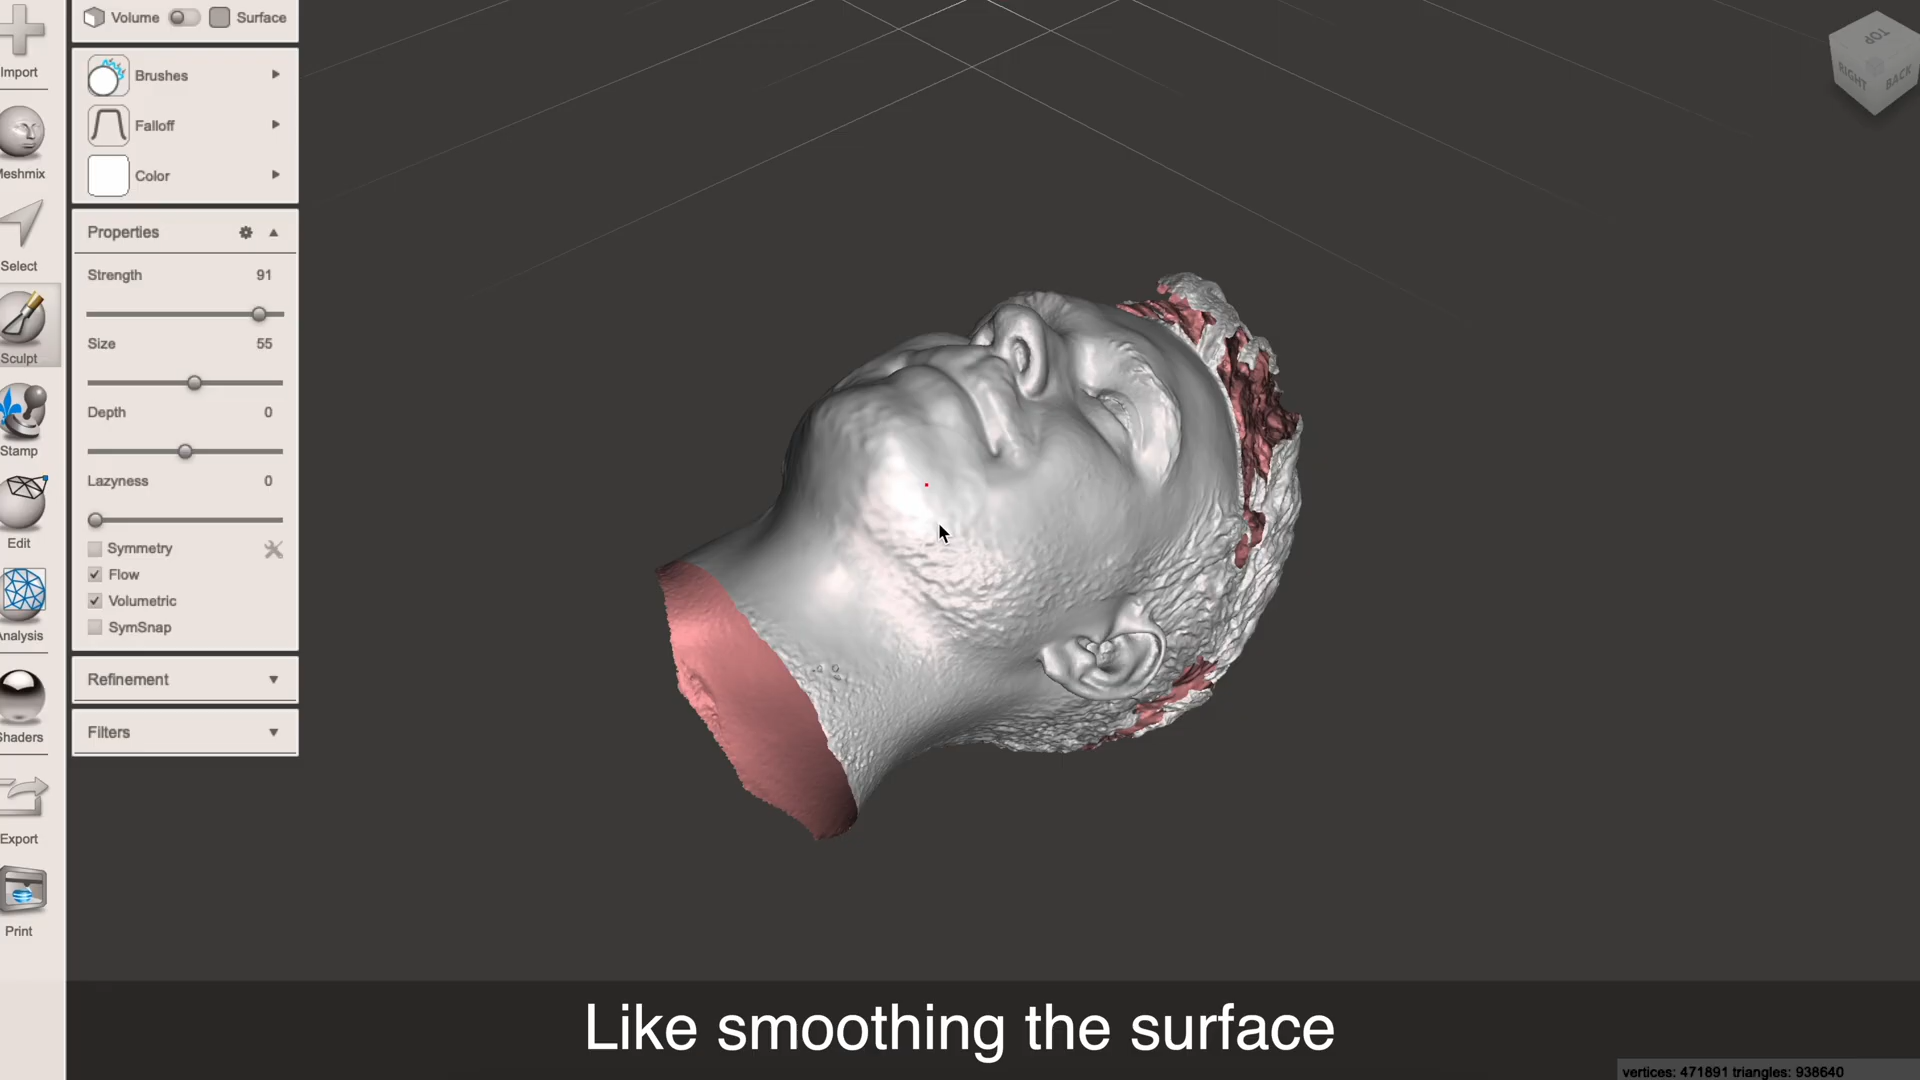 Import
Meshmix
Select
Sculpt
Stamp
Edit
Analysis
Shaders
Export
Print
Volume Surface
Brushes
Falloff
Color
Properties
Strength 91
Size 55
Depth 0
Lazyness 0
Symmetry
Flow
Volumetric
SymSnap
Refinement
Filters
TOP
RIGHT
BACK
Like smoothing the surface
vertices: 471891 triangles: 938640